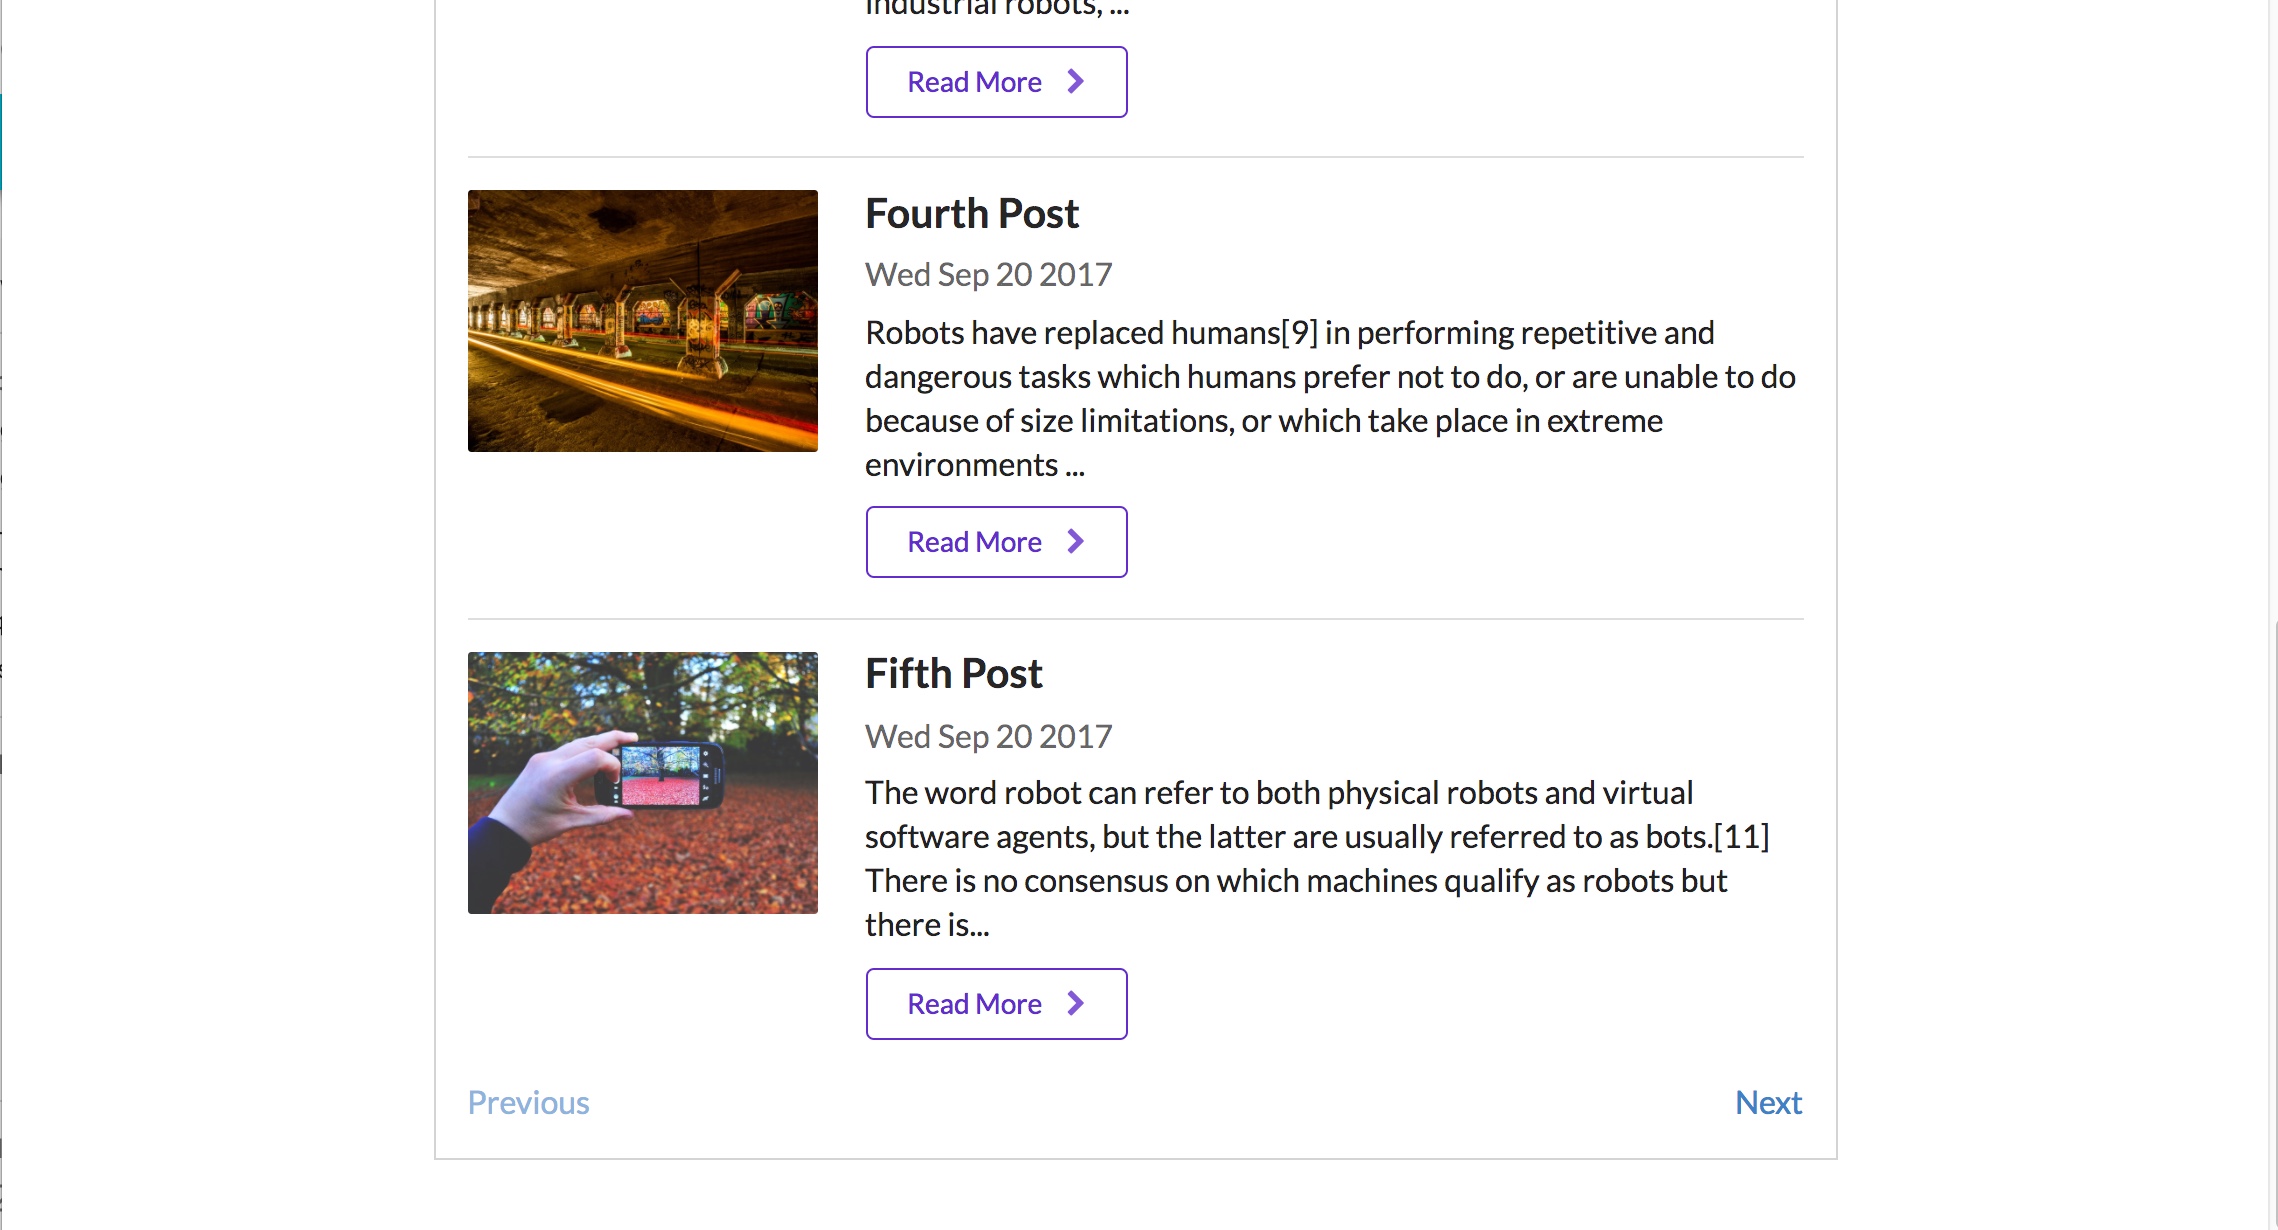 industrial robots, ...
Read More
Fourth Post
Wed Sep 20 2017
Robots have replaced humans[9] in performing repetitive and
dangerous tasks which humans prefer not to do, or are unable to do
because of size limitations, or which take place in extreme
environments ...
Read More
Fifth Post
Wed Sep 20 2017
The word robot can refer to both physical robots and virtual
software agents, but the latter are usually referred to as bots.[11]
There is no consensus on which machines qualify as robots but
there is...
Read More
Previous
Next